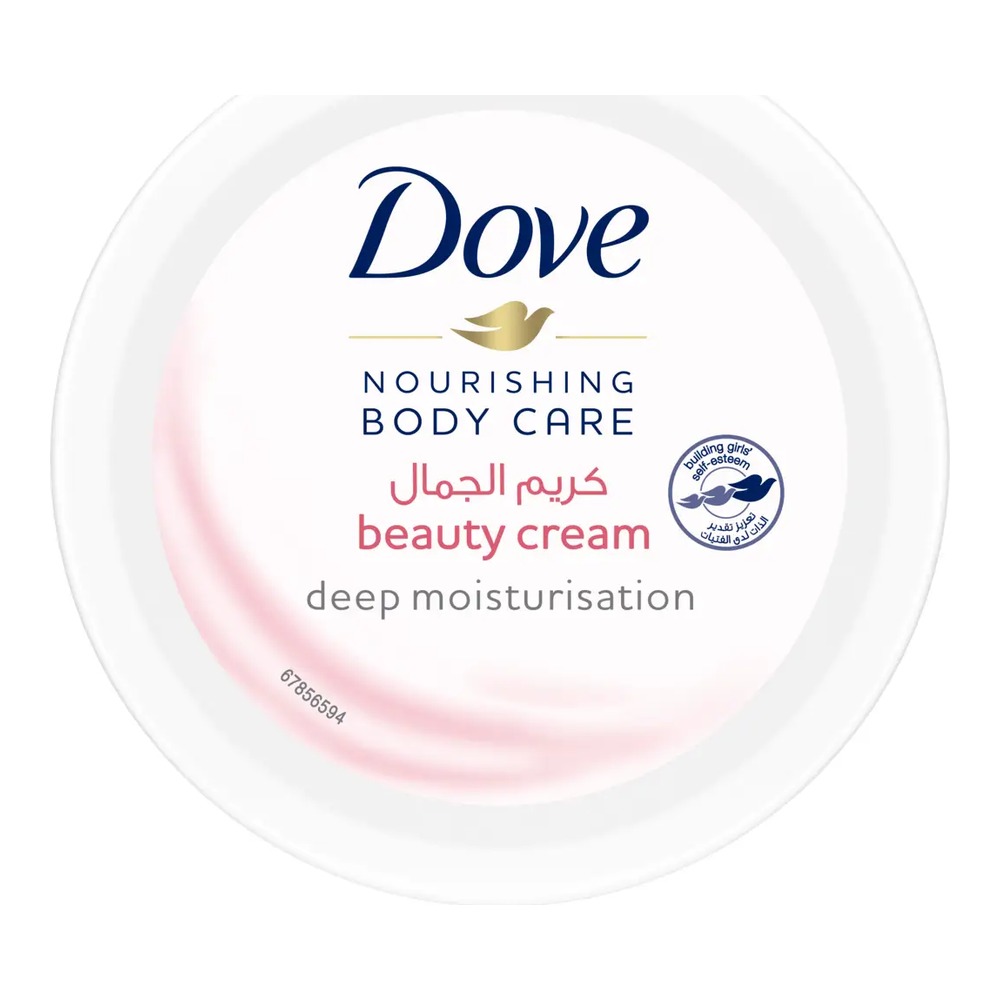 Dove
NOURISHING
BODY CARE
كريم الجمال
beauty cream
deep moisturisation
building girls'
self-esteem
تعزيز تقدير
الذات لدى الفتيات
67856594